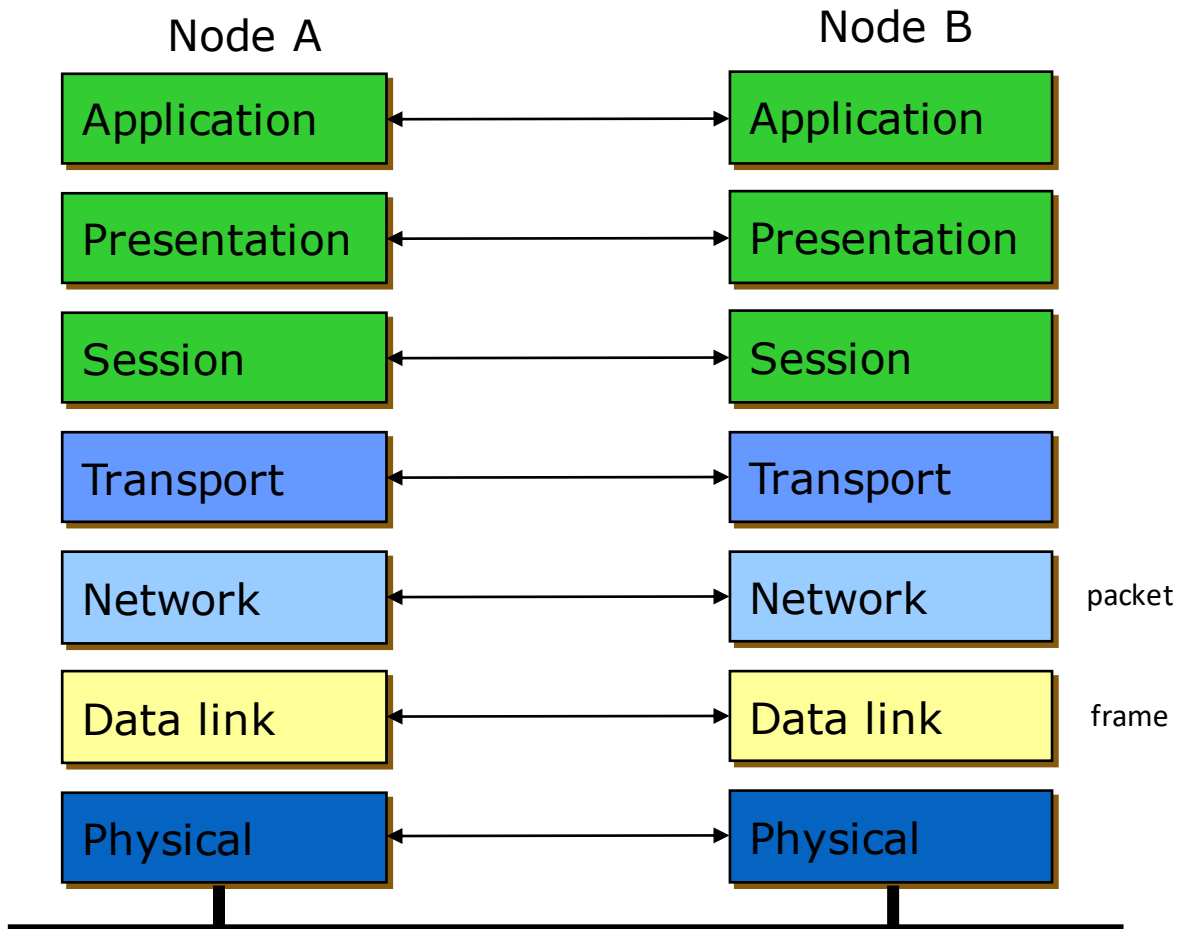 Node A
Node B
Application
Application
Presentation
Presentation
Session
Session
Transport
Transport
Network
Network
packet
Data link
Data link
frame
Physical
Physical